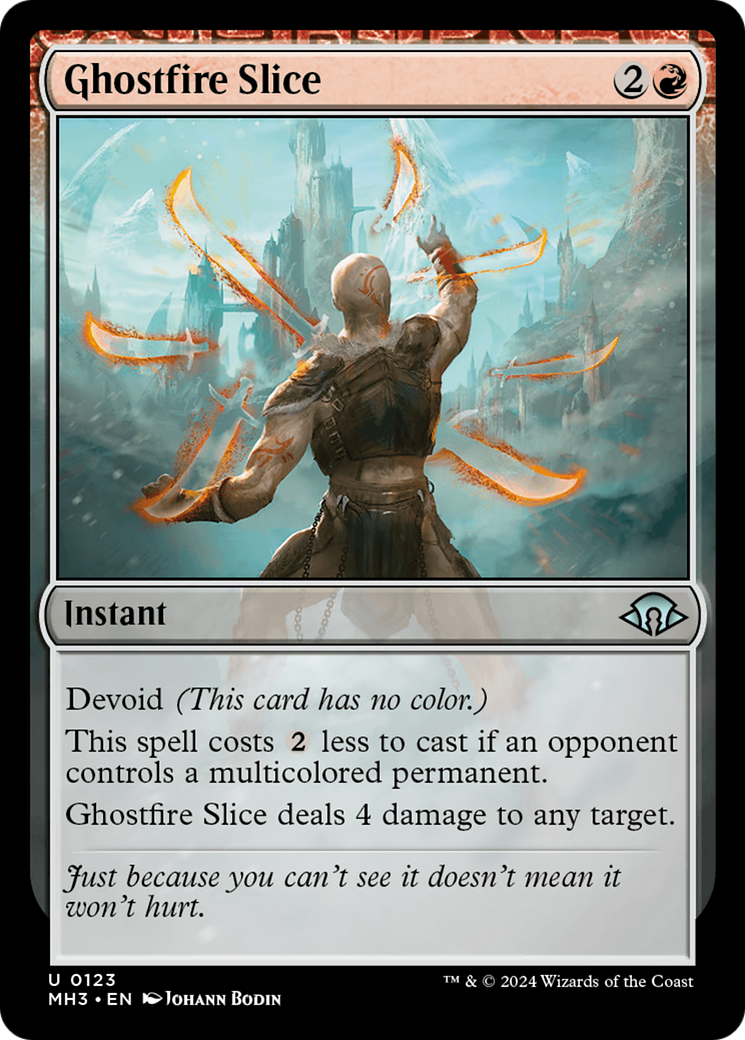 Ghostfire Slice 2
Instant
Devoid (This card has no color.)
This spell costs 2 less to cast if an opponent
controls a multicolored permanent.
Ghostfire Slice deals 4 damage to any target.
Just because you can't see it doesn't mean it
won't hurt.
U 0123
MH3 • EN Johann Bodin
™ & © 2024 Wizards of the Coast